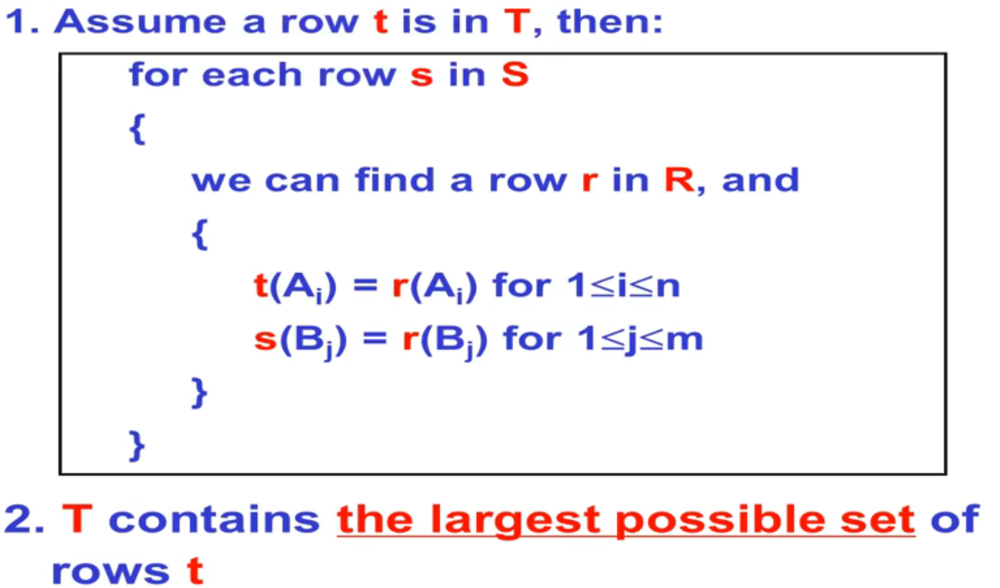 1. Assume a row t is in T, then:
for each row s in S
{
we can find a row r in R, and
{
t(Aᵢ) = r(Aᵢ) for 1≤i≤n
s(Bⱼ) = r(Bⱼ) for 1≤j≤m
}
}
2. T contains the largest possible set of
rows t